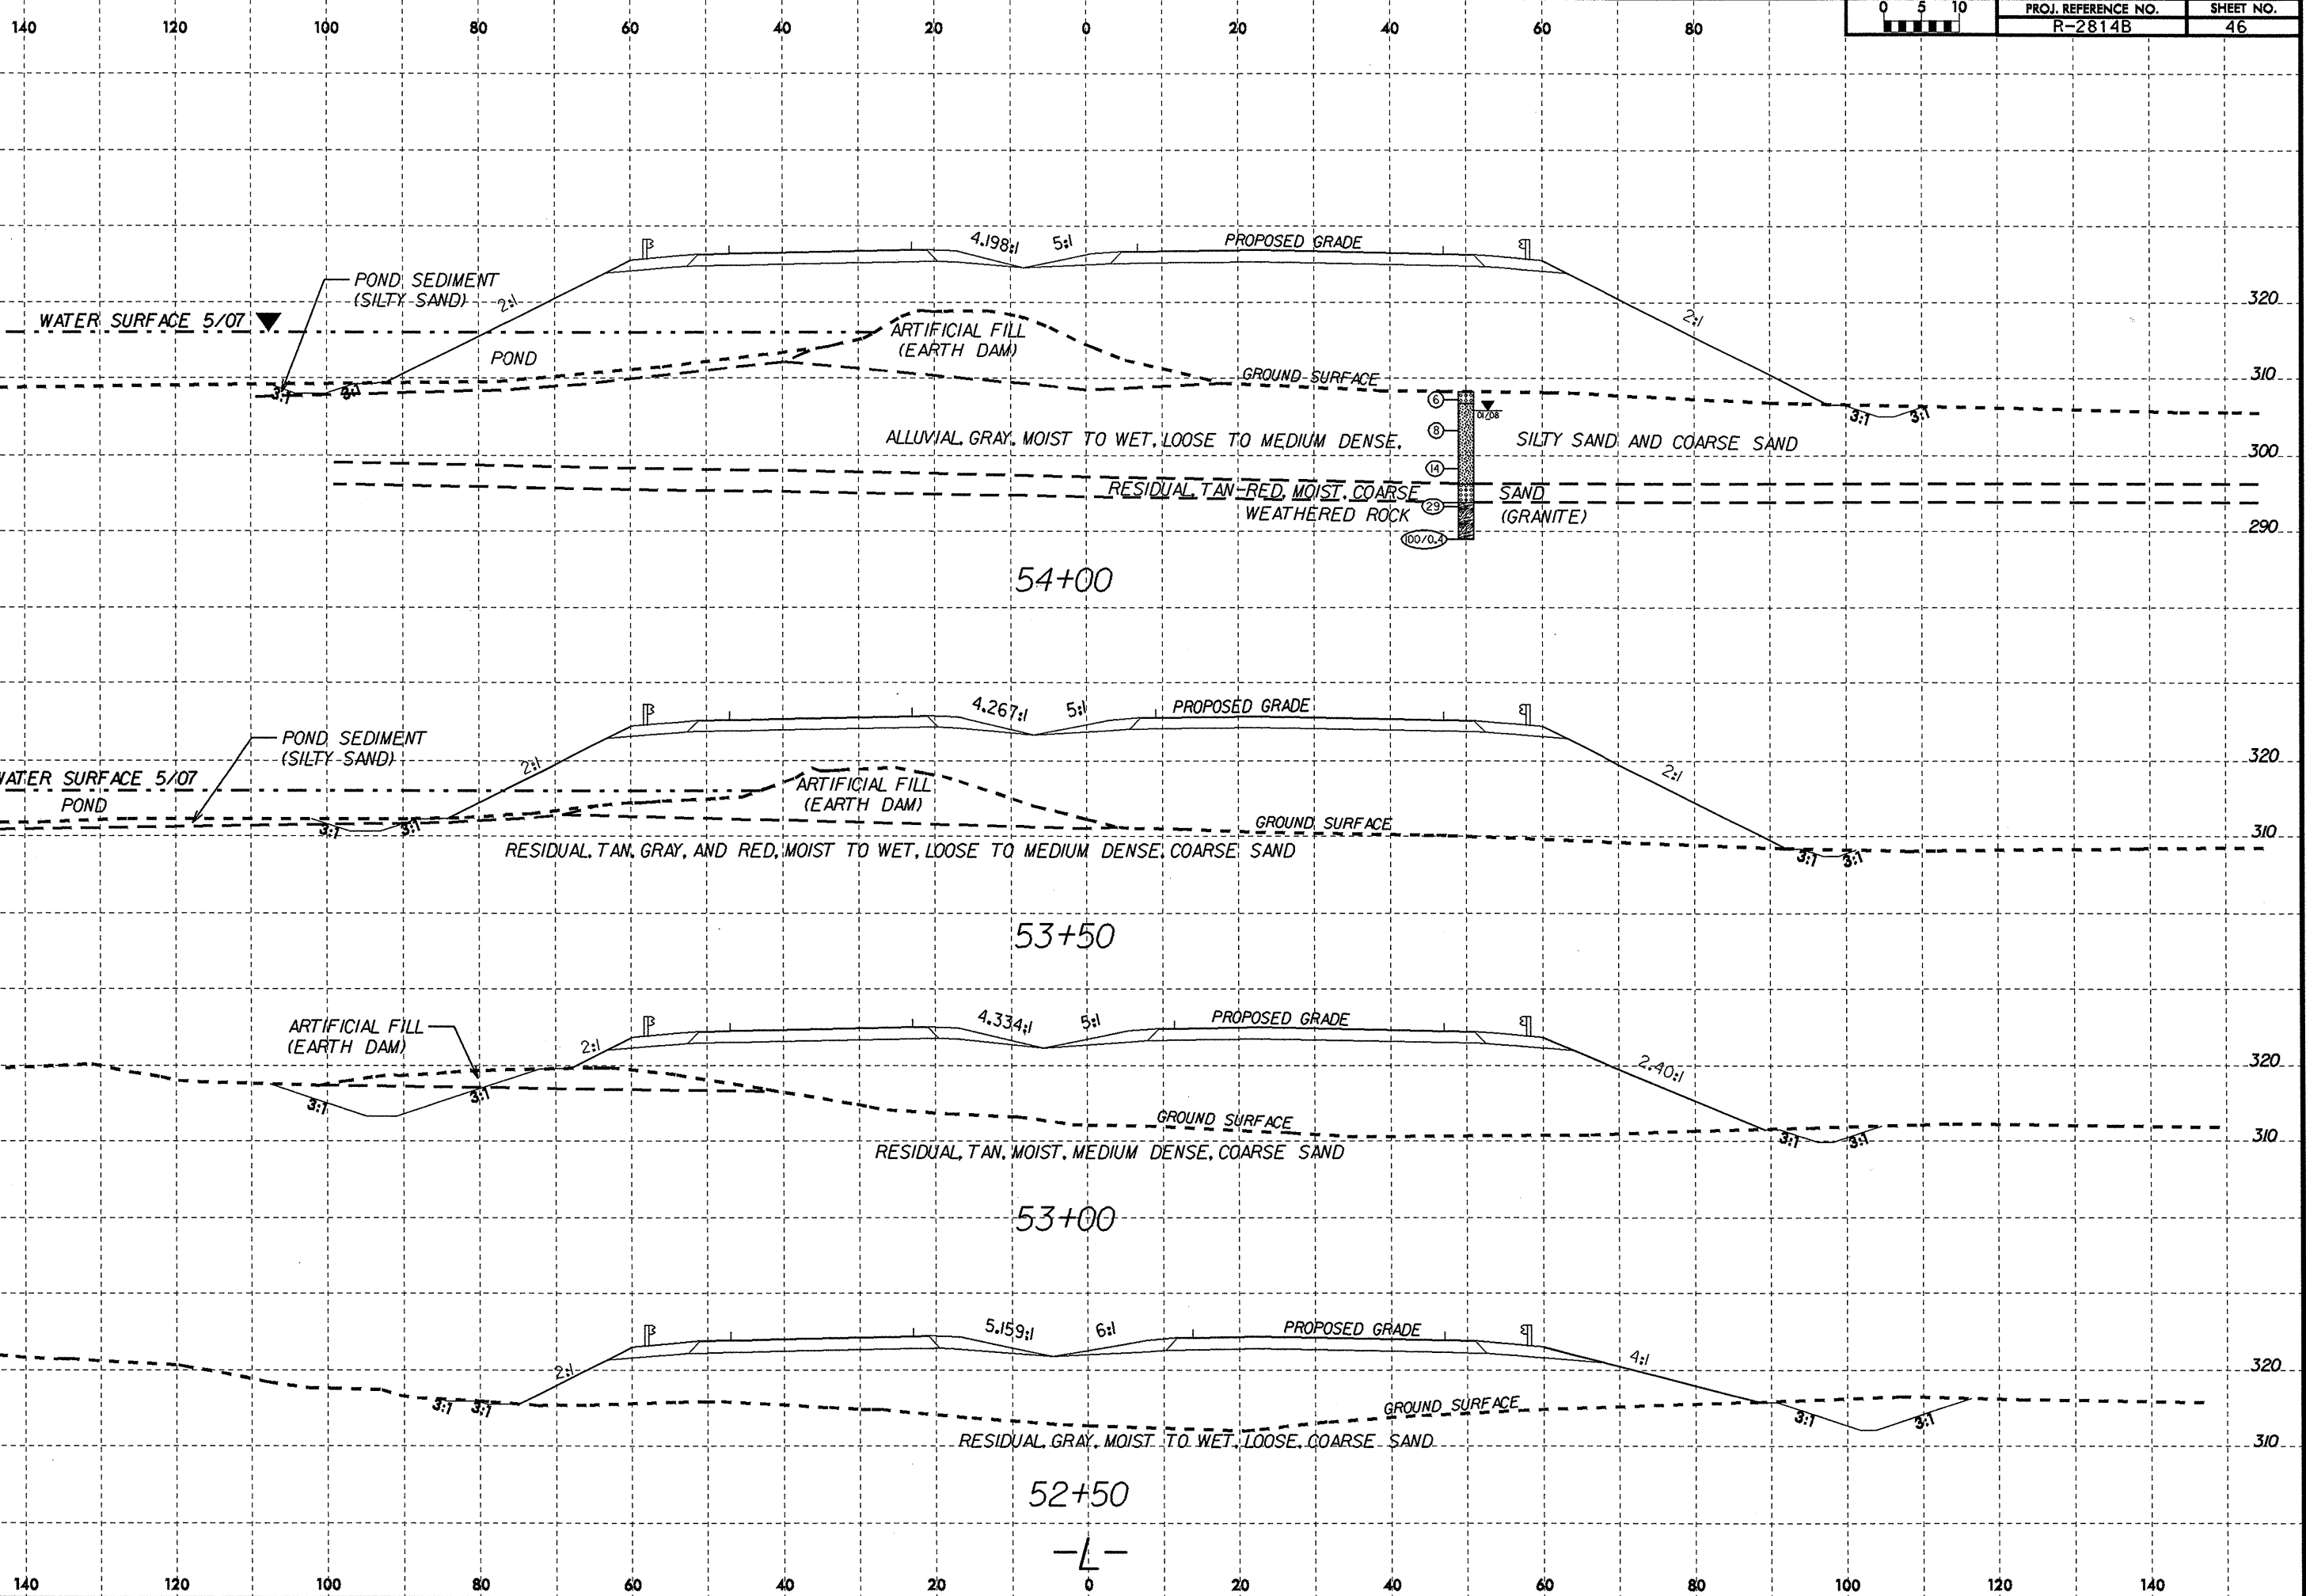 140 120 100 80 60 40 20 0 20 40 60 80
0 5 10
PROJ. REFERENCE NO. SHEET NO.
R-2814B 46
4.198:1 5:1 PROPOSED GRADE
POND SEDIMENT
(SILTY SAND)
2:1
2:1
320
WATER SURFACE 5/07
ARTIFICIAL FILL
(EARTH DAM)
POND
GROUND SURFACE
310
3:1 3:1
3:1 3:1
6
01/08
8
ALLUVIAL, GRAY, MOIST TO WET, LOOSE TO MEDIUM DENSE, SILTY SAND AND COARSE SAND
300
14
RESIDUAL, TAN-RED, MOIST, COARSE SAND
29
WEATHERED ROCK (GRANITE)
290
100/0.4
54+00
4.267:1 5:1 PROPOSED GRADE
POND SEDIMENT
(SILTY SAND)
2:1
2:1
320
WATER SURFACE 5/07
ARTIFICIAL FILL
(EARTH DAM)
POND
GROUND SURFACE
310
3:1 3:1
3:1 3:1
RESIDUAL, TAN, GRAY, AND RED, MOIST TO WET, LOOSE TO MEDIUM DENSE, COARSE SAND
53+50
4.334:1 5:1 PROPOSED GRADE
ARTIFICIAL FILL
(EARTH DAM)
2:1
2.40:1
320
3:1 3:1
GROUND SURFACE
310
3:1 3:1
RESIDUAL, TAN, MOIST, MEDIUM DENSE, COARSE SAND
53+00
5.159:1 6:1 PROPOSED GRADE
2:1
4:1
320
3:1 3:1
GROUND SURFACE
3:1 3:1
RESIDUAL, GRAY, MOIST TO WET, LOOSE, COARSE SAND
310
52+50
-L-
140 120 100 80 60 40 20 0 20 40 60 80 100 120 140